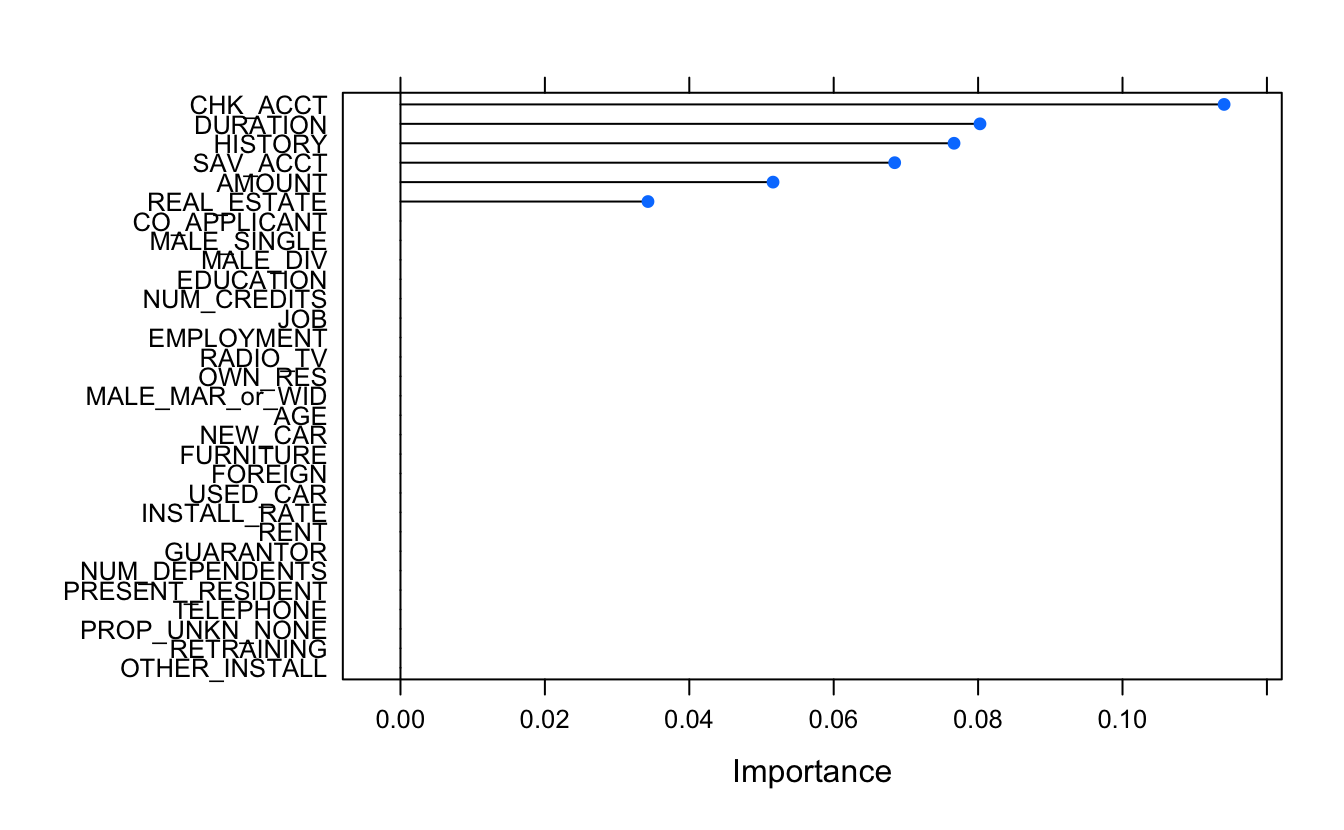 CHK_ACCT
DURATION
HISTORY
SAV_ACCT
AMOUNT
REAL_ESTATE
CO_APPLICANT
MALE_SINGLE
MALE_DIV
EDUCATION
NUM_CREDITS
JOB
EMPLOYMENT
RADIO_TV
OWN_RES
MALE_MAR_or_WID
AGE
NEW_CAR
FURNITURE
FOREIGN
USED_CAR
INSTALL_RATE
RENT
GUARANTOR
NUM_DEPENDENTS
PRESENT_RESIDENT
TELEPHONE
PROP_UNKN_NONE
RETRAINING
OTHER_INSTALL
0.00 0.02 0.04 0.06 0.08 0.10
Importance